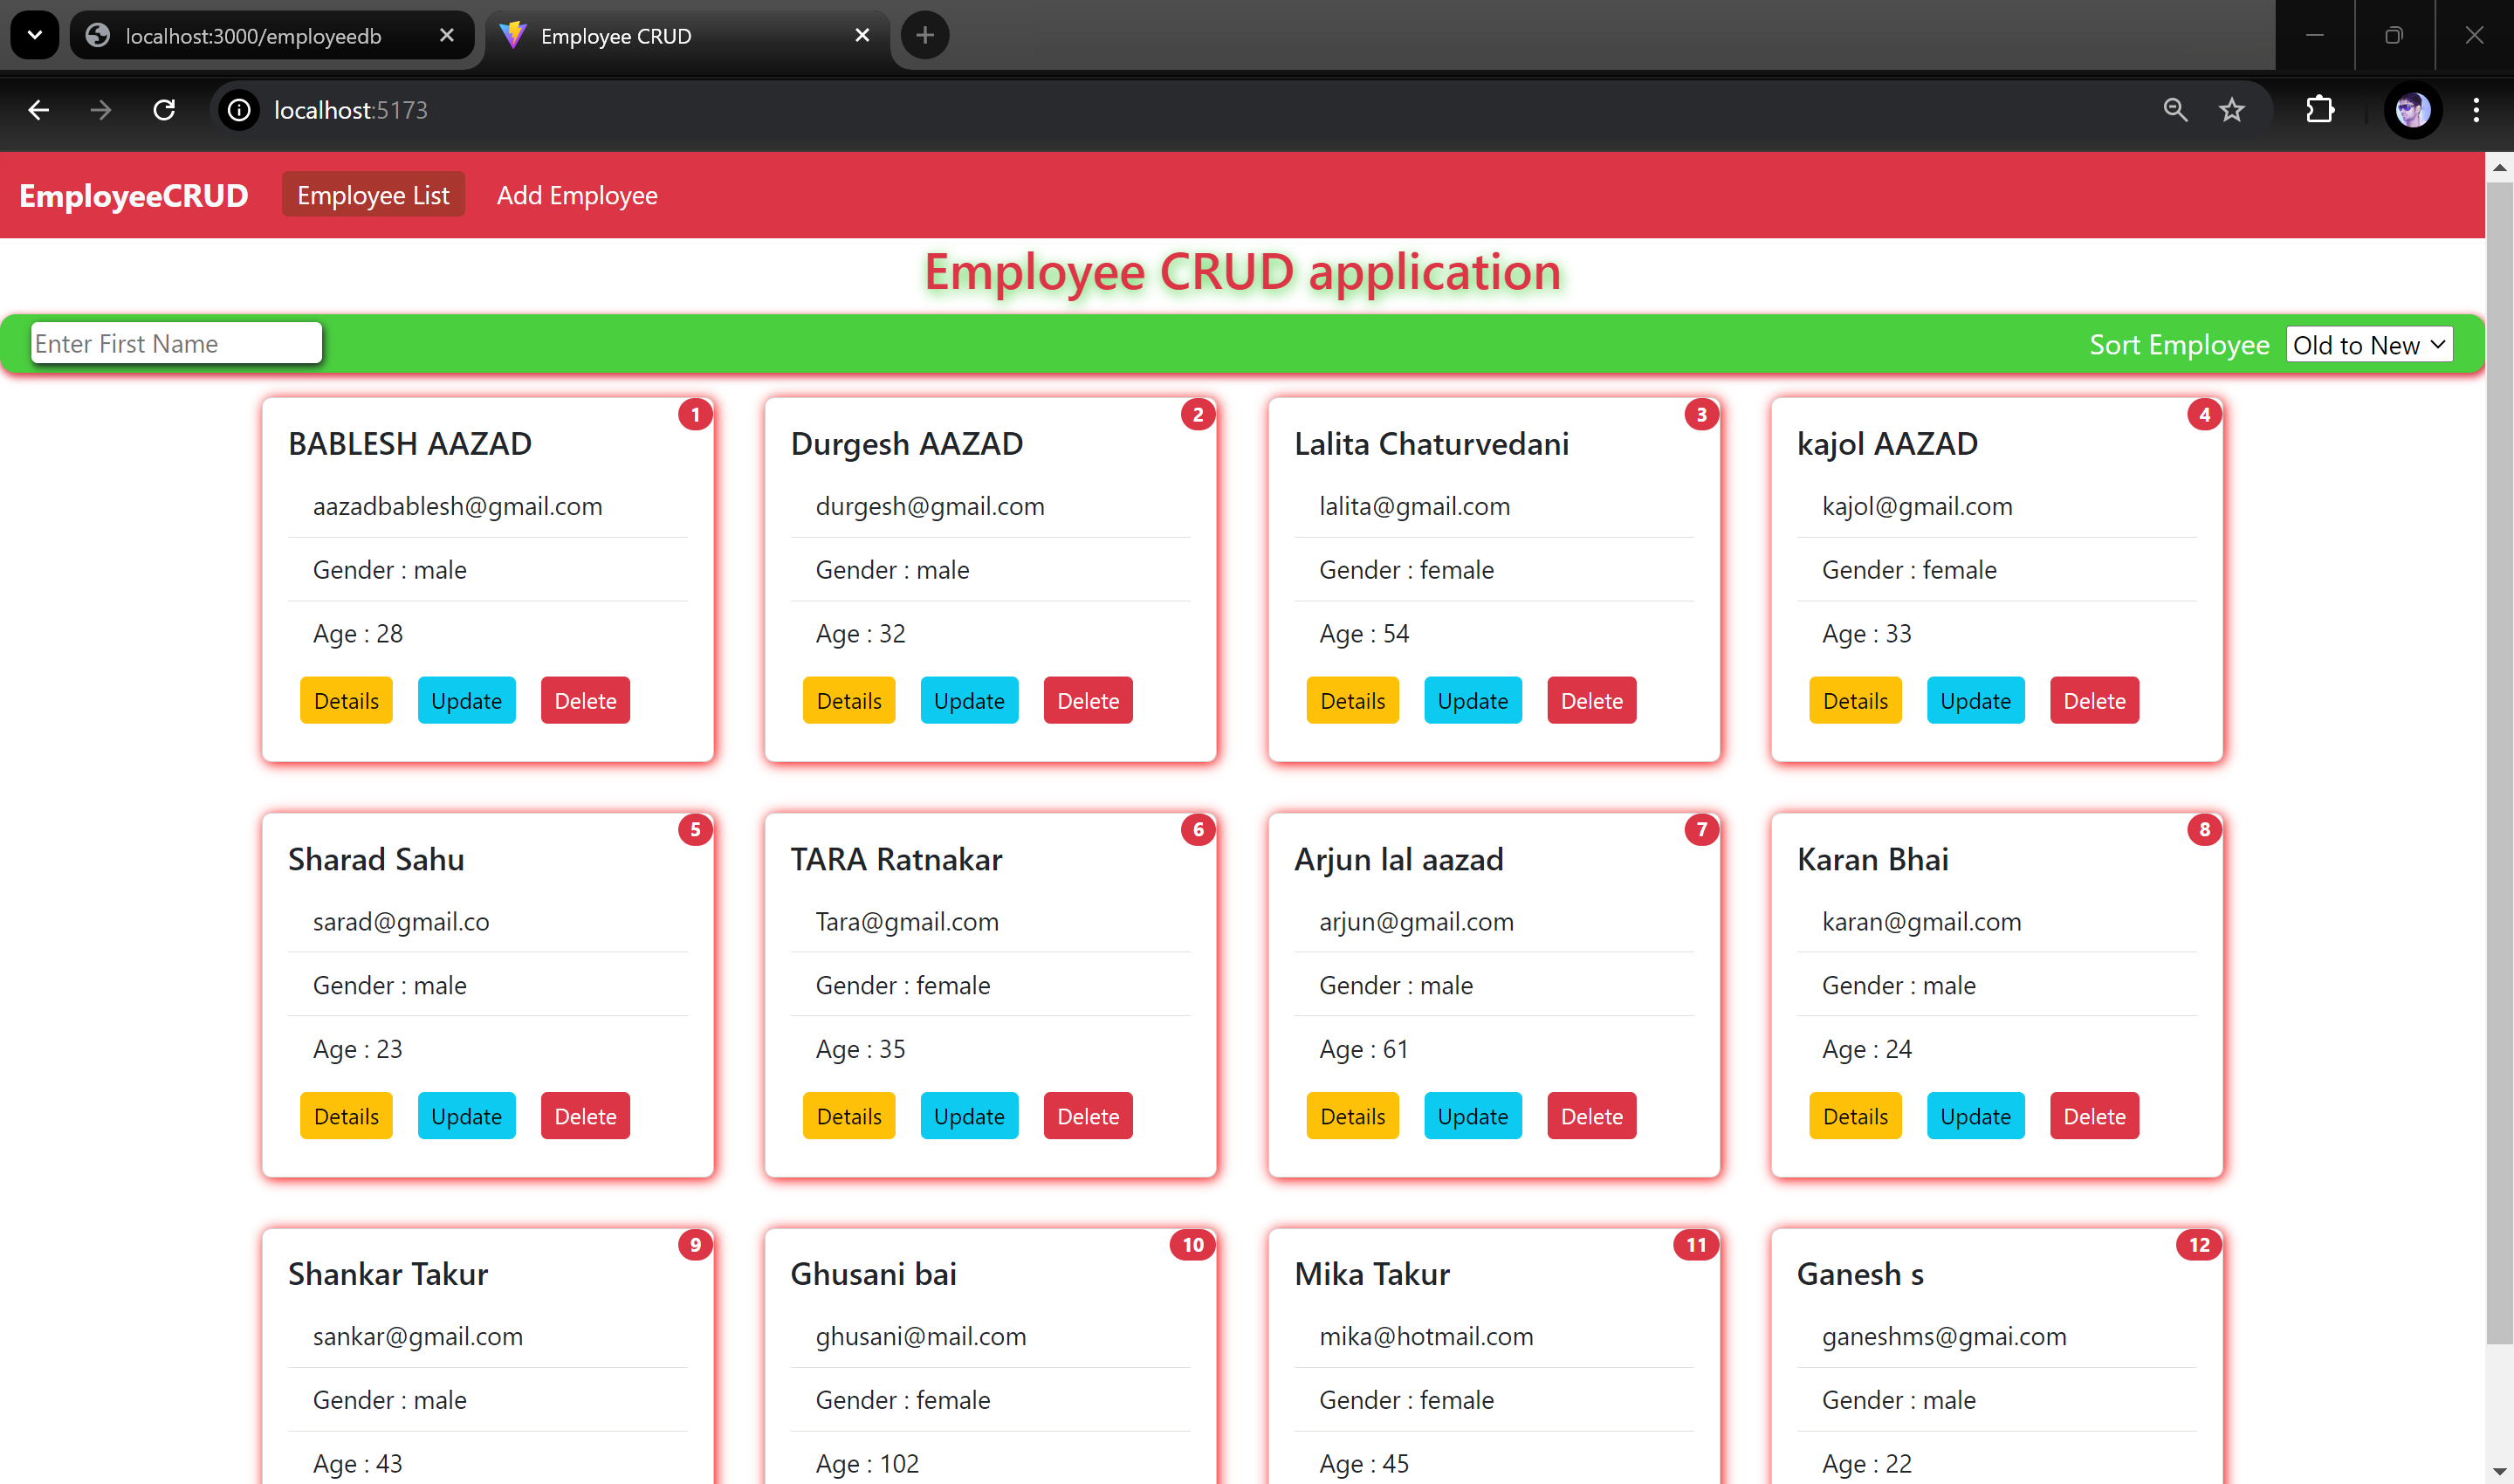 localhost:3000/employeedb
Employee CRUD
localhost:5173
EmployeeCRUD Employee List Add Employee
Employee CRUD application
Enter First Name Sort Employee Old to New
1
BABLESH AAZAD
aazadbablesh@gmail.com
Gender : male
Age : 28
Details Update Delete
2
Durgesh AAZAD
durgesh@gmail.com
Gender : male
Age : 32
Details Update Delete
3
Lalita Chaturvedani
lalita@gmail.com
Gender : female
Age : 54
Details Update Delete
4
kajol AAZAD
kajol@gmail.com
Gender : female
Age : 33
Details Update Delete
5
Sharad Sahu
sarad@gmail.co
Gender : male
Age : 23
Details Update Delete
6
TARA Ratnakar
Tara@gmail.com
Gender : female
Age : 35
Details Update Delete
7
Arjun lal aazad
arjun@gmail.com
Gender : male
Age : 61
Details Update Delete
8
Karan Bhai
karan@gmail.com
Gender : male
Age : 24
Details Update Delete
9
Shankar Takur
sankar@gmail.com
Gender : male
Age : 43
10
Ghusani bai
ghusani@mail.com
Gender : female
Age : 102
11
Mika Takur
mika@hotmail.com
Gender : female
Age : 45
12
Ganesh s
ganeshms@gmai.com
Gender : male
Age : 22